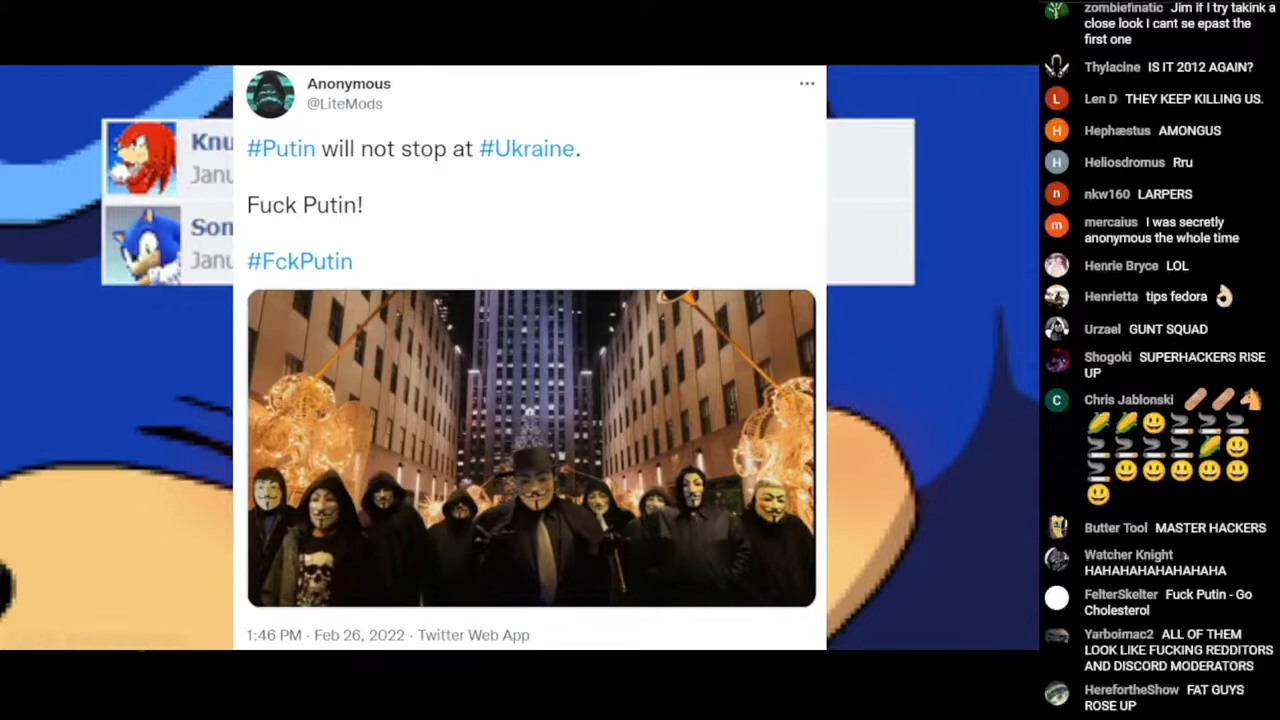 Anonymous
@LiteMods
#Putin will not stop at #Ukraine.
Fuck Putin!
#FckPutin
1:46 PM · Feb 26, 2022 · Twitter Web App
Knu
Janu
Son
Janu
zombiefinatic Jim if I try takink a
close look I cant se epast the
first one
Thylacine IS IT 2012 AGAIN?
Len D THEY KEEP KILLING US.
Hephæstus AMONGUS
Heliosdromus Rru
nkw160 LARPERS
mercaius I was secretly
anonymous the whole time
Henrie Bryce LOL
Henrietta tips fedora 👌🏼
Urzael GUNT SQUAD
Shogoki SUPERHACKERS RISE
UP
Chris Jablonski
Butter Tool MASTER HACKERS
Watcher Knight
HAHAHAHAHAHAHA
FelterSkelter Fuck Putin - Go
Cholesterol
Yarboimac2 ALL OF THEM
LOOK LIKE FUCKING REDDITORS
AND DISCORD MODERATORS
HerefortheShow FAT GUYS
ROSE UP